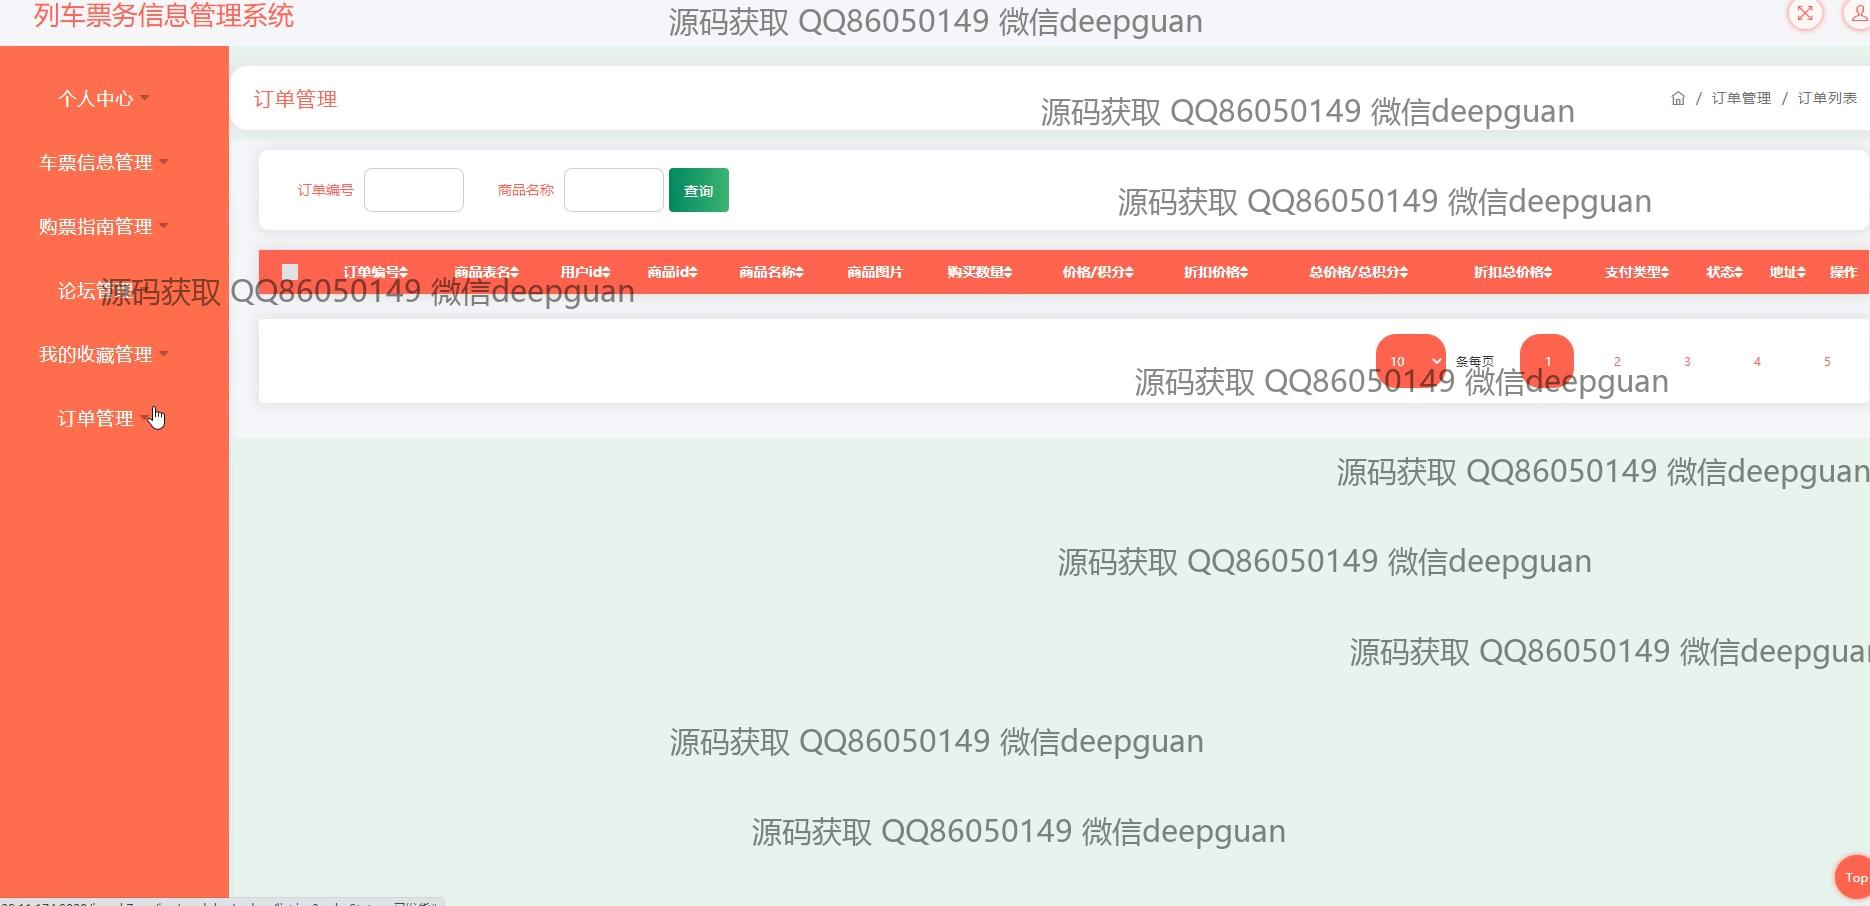 列车票务信息管理系统
源码获取 QQ86050149 微信deepguan
个人中心
订单管理
/ 订单管理 / 订单列表
源码获取 QQ86050149 微信deepguan
车票信息管理
订单编号 商品名称 查询
源码获取 QQ86050149 微信deepguan
购票指南管理
订单编号 商品表名 用户id 商品id 商品名称 商品图片 购买数量 价格/积分 折扣价格 总价格/总积分 折扣总价格 支付类型 状态 地址 操作
论坛管理
源码获取 QQ86050149 微信deepguan
我的收藏管理
10 条每页 1 2 3 4 5
源码获取 QQ86050149 微信deepguan
订单管理
源码获取 QQ86050149 微信deepguan
源码获取 QQ86050149 微信deepguan
源码获取 QQ86050149 微信deepgua
源码获取 QQ86050149 微信deepguan
源码获取 QQ86050149 微信deepguan
Top